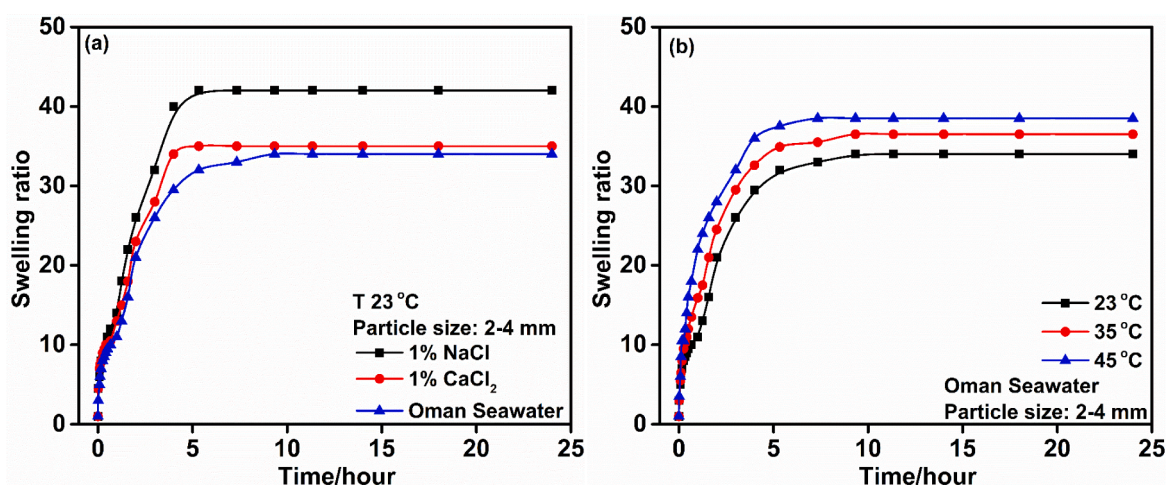 (a)
50
40
30
20
10
0
Swelling ratio
T 23 °C
Particle size: 2-4 mm
1% NaCl
1% CaCl₂
Oman Seawater
0 5 10 15 20 25
Time/hour
(b)
50
40
30
20
10
0
Swelling ratio
23 °C
35 °C
45 °C
Oman Seawater
Particle size: 2-4 mm
0 5 10 15 20 25
Time/hour